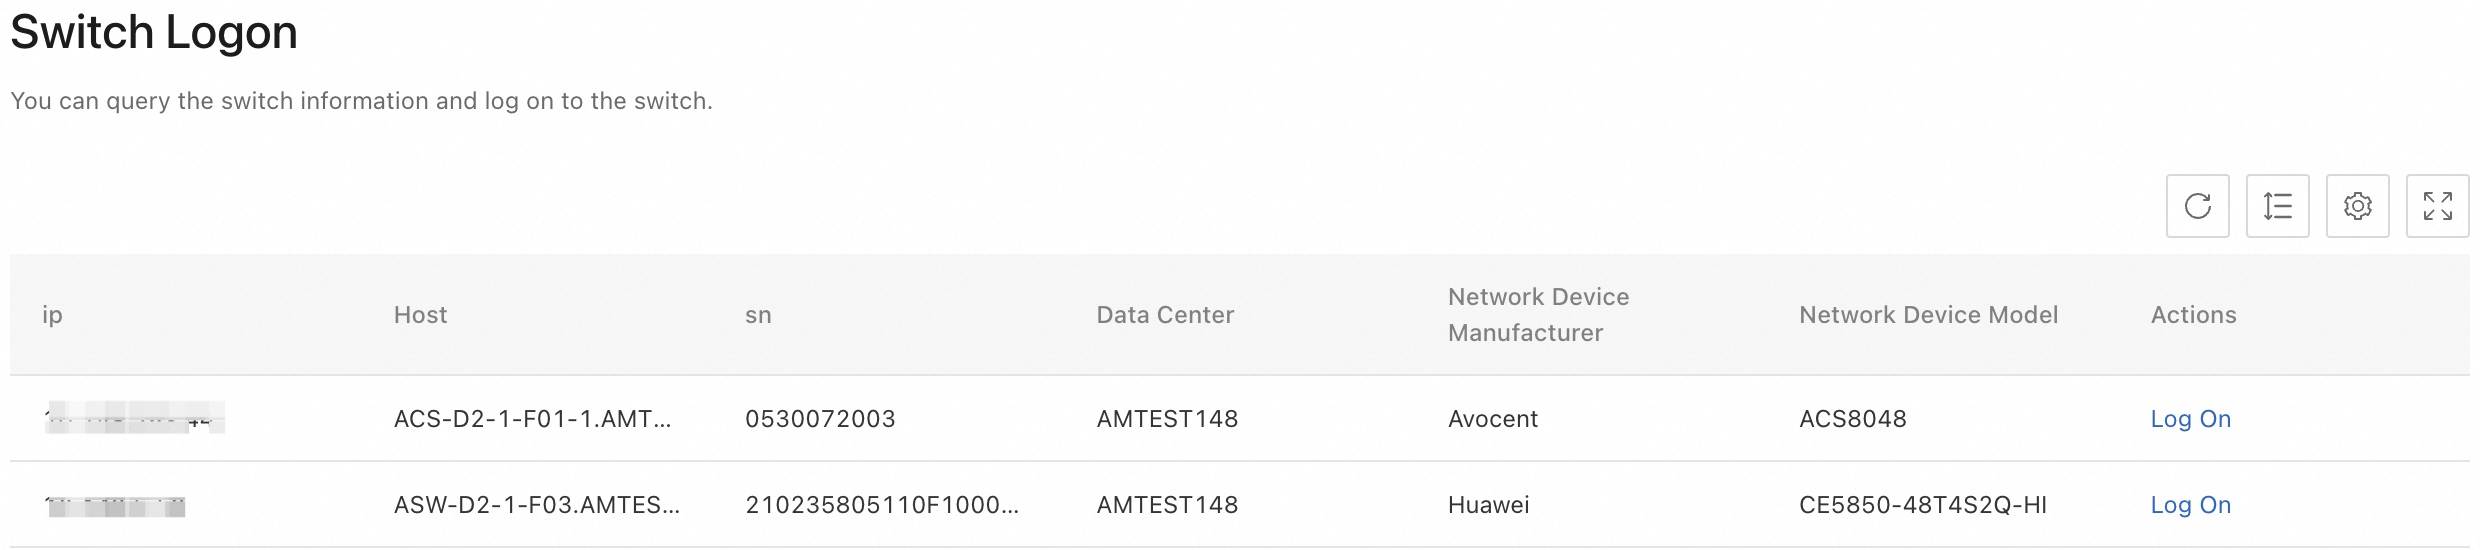 Switch Logon
You can query the switch information and log on to the switch.
ip Host sn Data Center Network Device Manufacturer Network Device Model Actions
ACS-D2-1-F01-1.AMT... 0530072003 AMTEST148 Avocent ACS8048 Log On
ASW-D2-1-F03.AMTES... 210235805110F1000... AMTEST148 Huawei CE5850-48T4S2Q-HI Log On